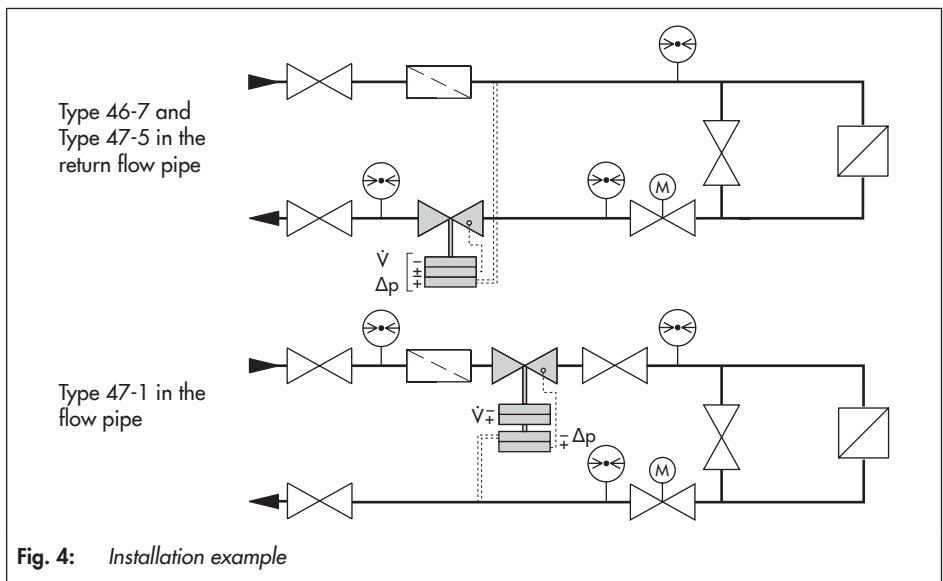 Type 46-7 and
Type 47-5 in the
return flow pipe
M
V̇
Δp
−
±
+
Type 47-1 in the
flow pipe
V̇
−
+
−
+
Δp
M
Fig. 4: Installation example